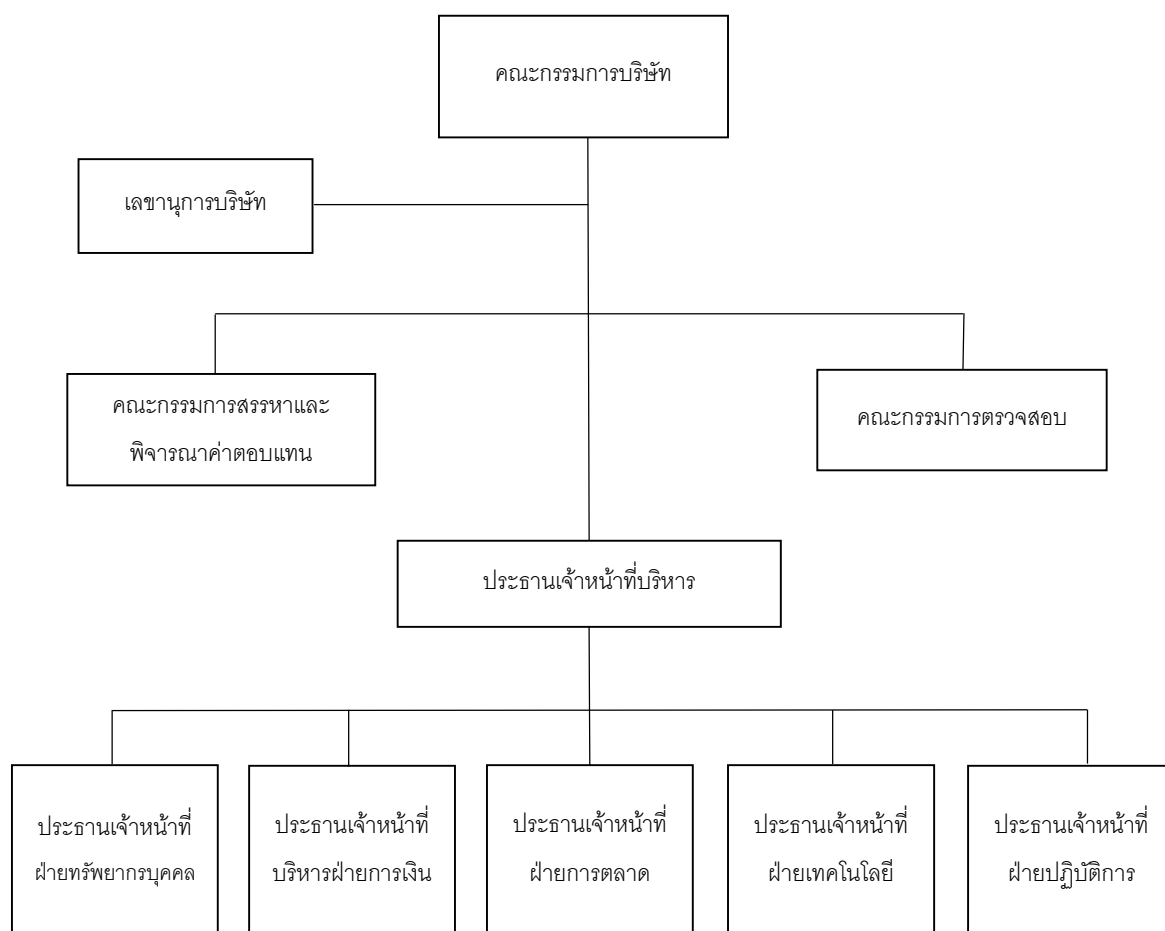 คณะกรรมการบริษัท
เลขานุการบริษัท
คณะกรรมการสรรหาและ
พิจารณาค่าตอบแทน
คณะกรรมการตรวจสอบ
ประธานเจ้าหน้าที่บริหาร
ประธานเจ้าหน้าที่
ฝ่ายทรัพยากรบุคคล
ประธานเจ้าหน้าที่
บริหารฝ่ายการเงิน
ประธานเจ้าหน้าที่
ฝ่ายการตลาด
ประธานเจ้าหน้าที่
ฝ่ายเทคโนโลยี
ประธานเจ้าหน้าที่
ฝ่ายปฏิบัติการ